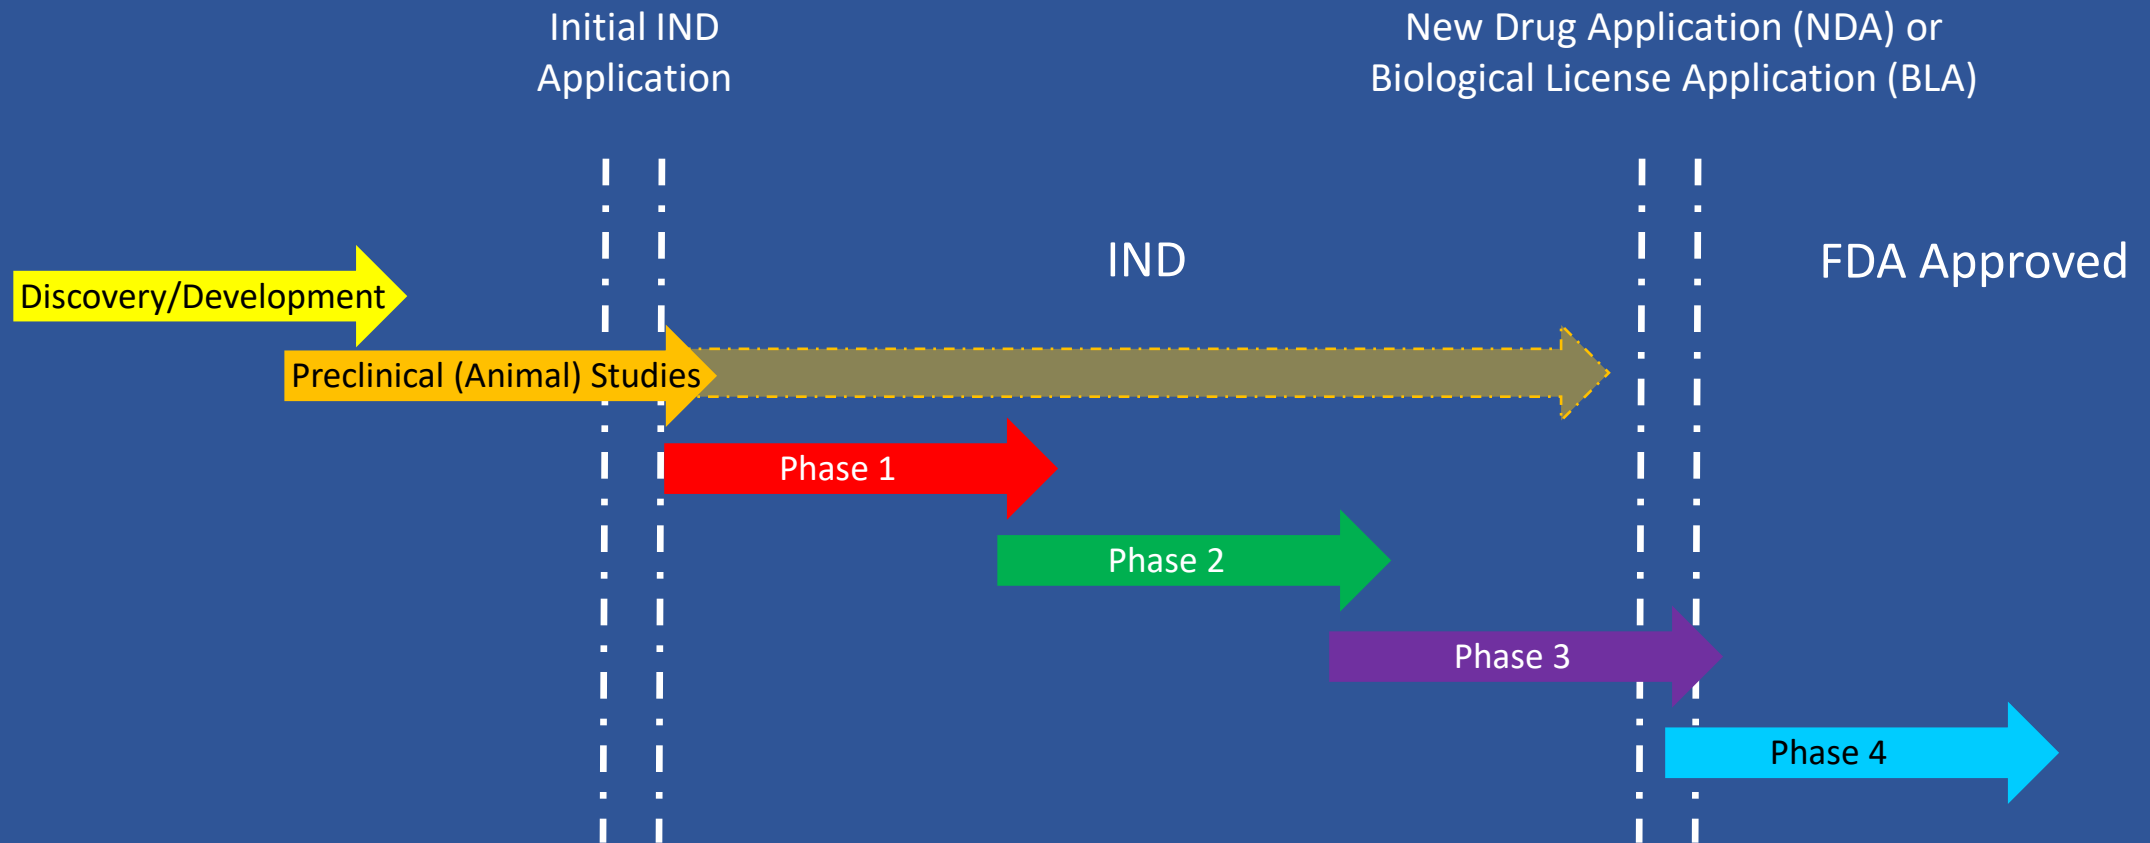 Initial IND
Application
New Drug Application (NDA) or
Biological License Application (BLA)
IND
FDA Approved
Discovery/Development
Preclinical (Animal) Studies
Phase 1
Phase 2
Phase 3
Phase 4